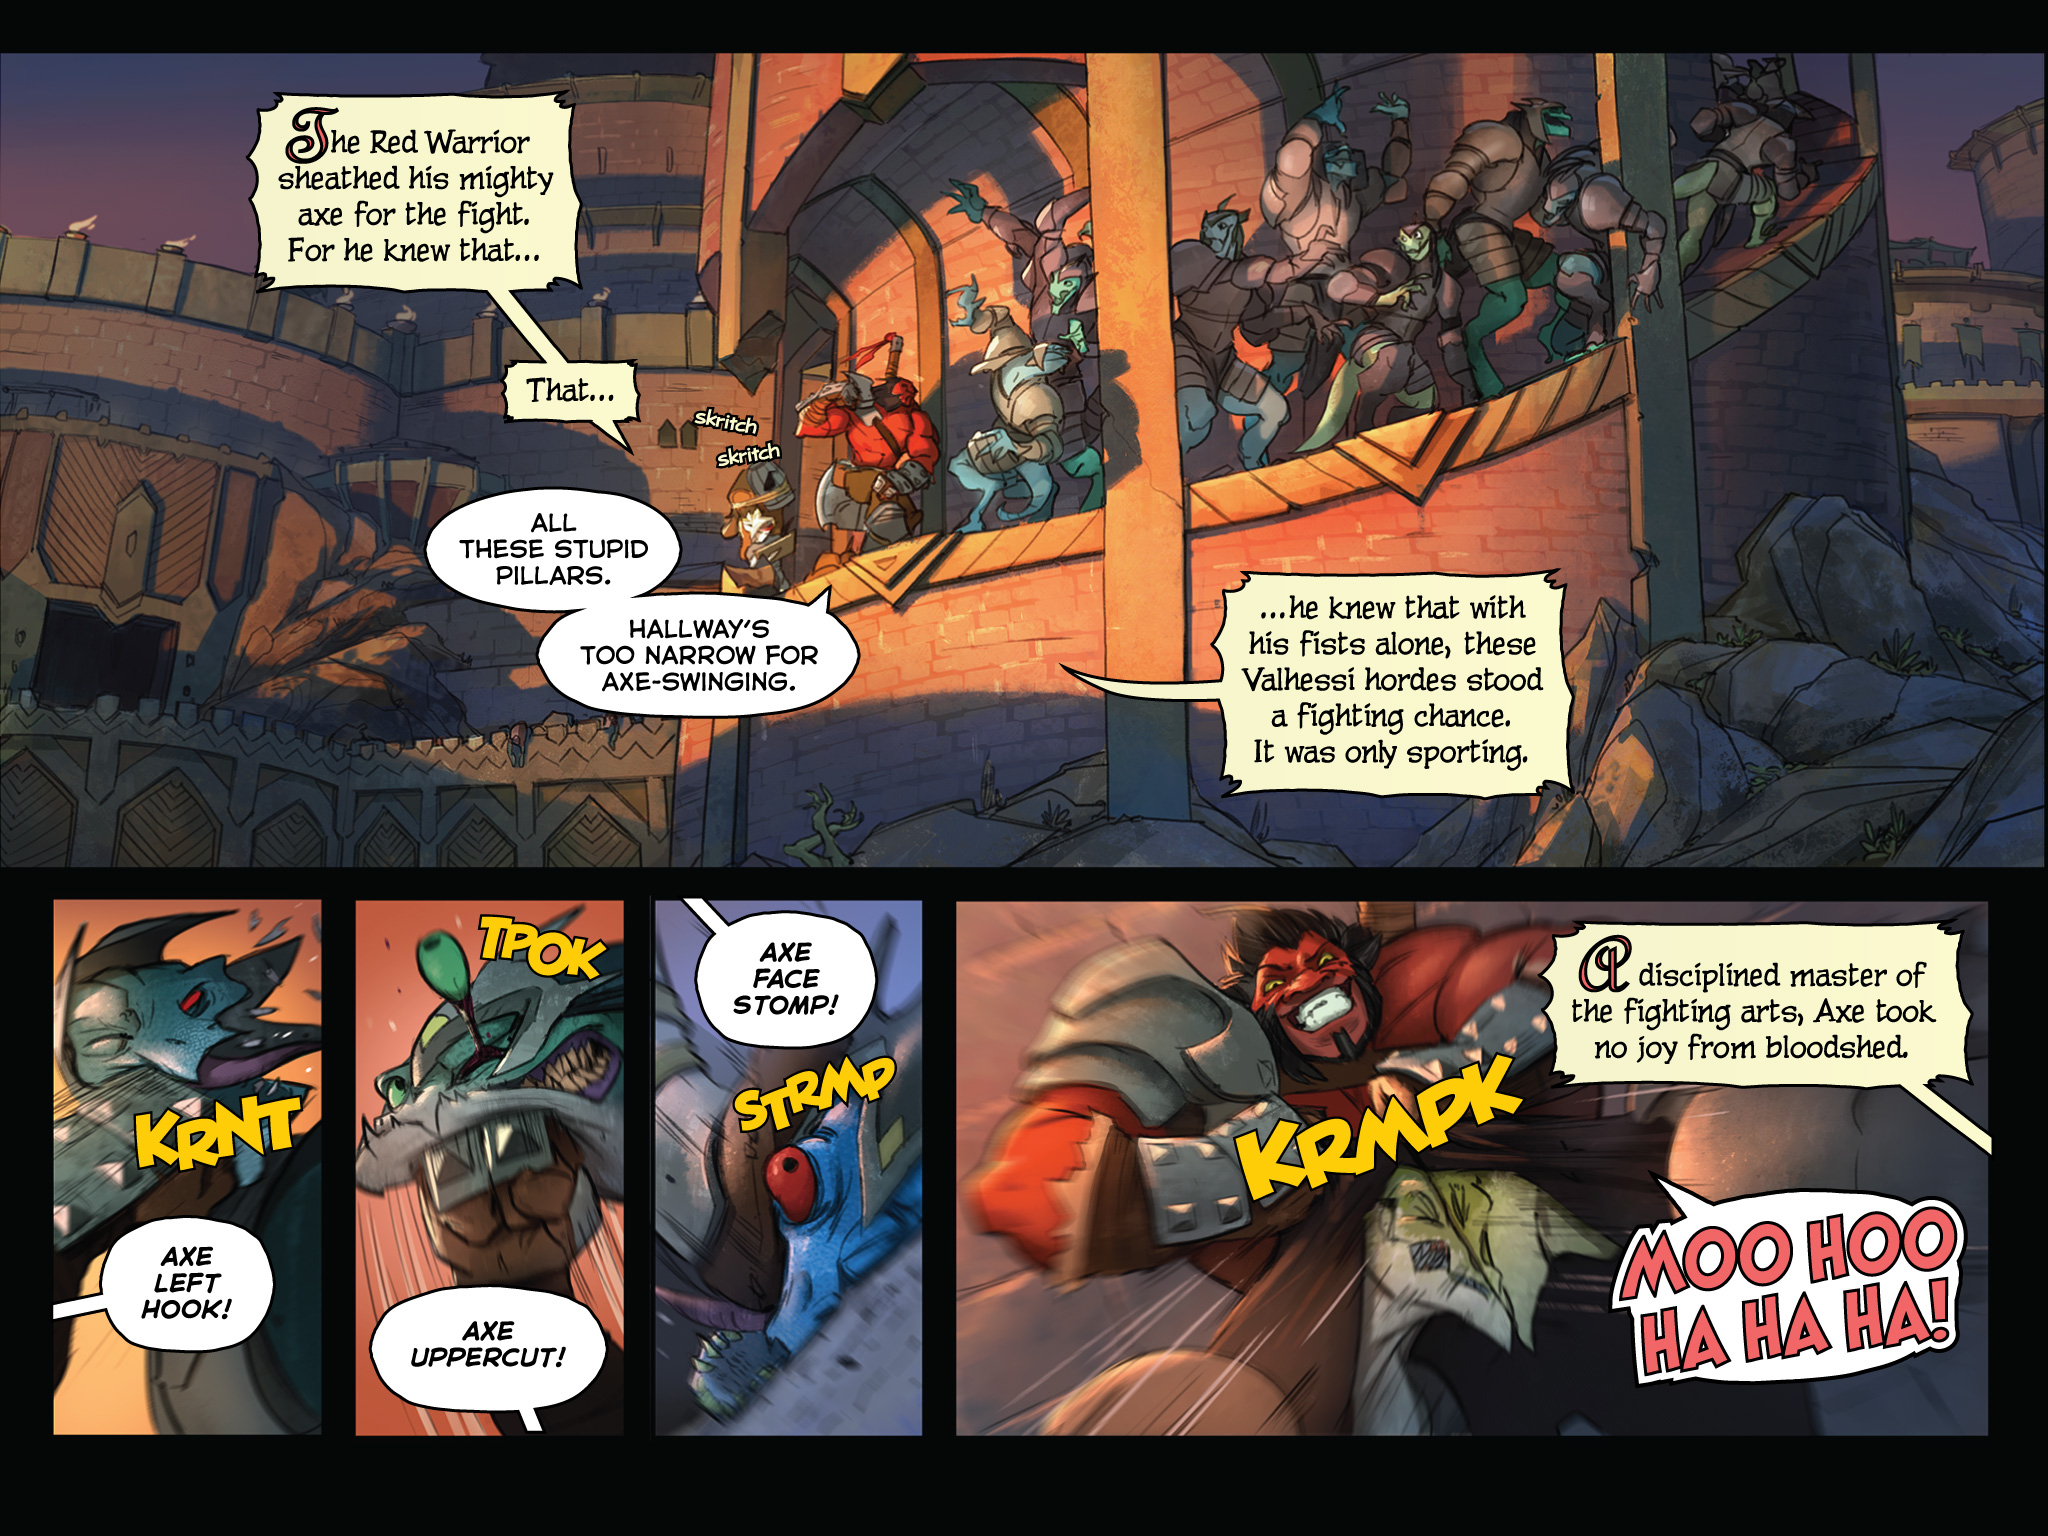 The Red Warrior
sheathed his mighty
axe for the fight.
For he knew that...
That...
skritch
skritch
ALL
THESE STUPID
PILLARS.
HALLWAY'S
TOO NARROW FOR
AXE-SWINGING.
...he knew that with
his fists alone, these
Valhessi hordes stood
a fighting chance.
It was only sporting.
KRNT
AXE
LEFT
HOOK!
TPOK
AXE
UPPERCUT!
AXE
FACE
STOMP!
STRMP
A disciplined master of
the fighting arts, Axe took
no joy from bloodshed.
KRMPK
MOO HOO
HA HA HA!